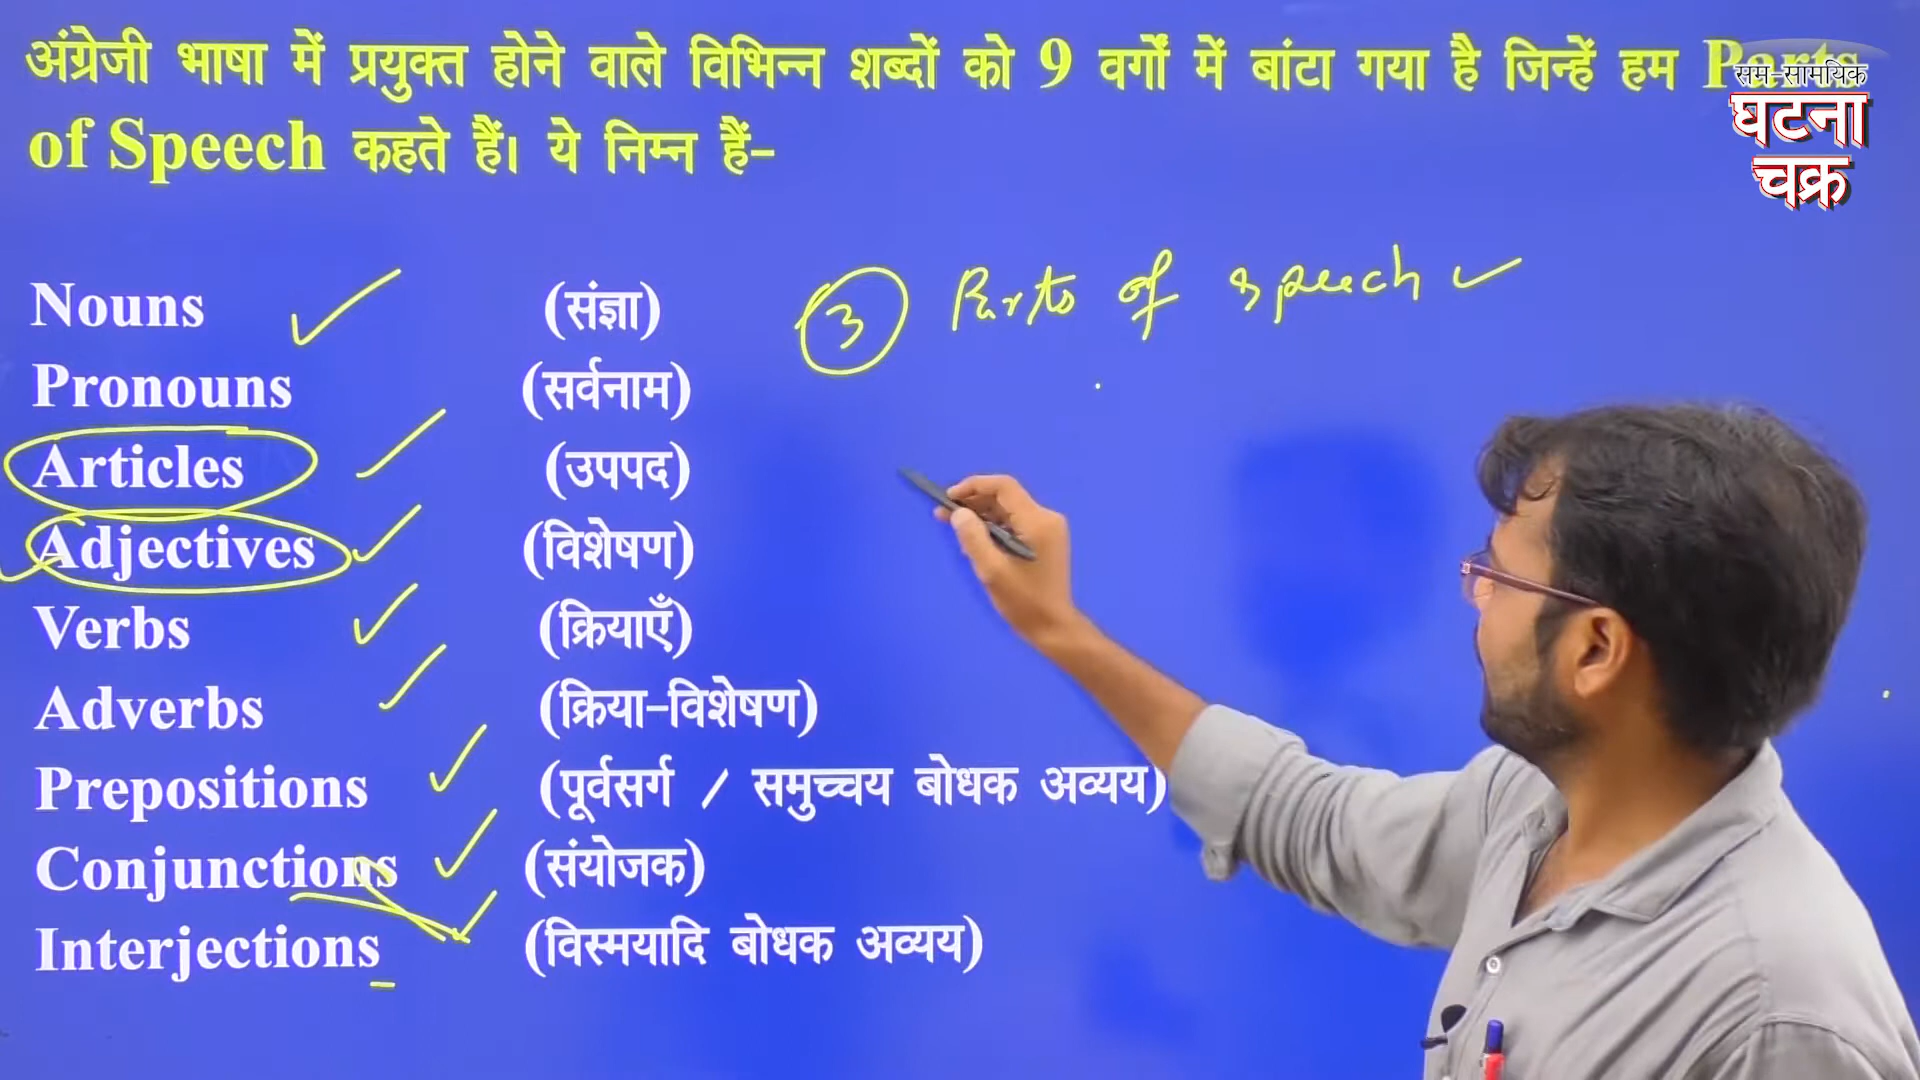 अंग्रेजी भाषा में प्रयुक्त होने वाले विभिन्न शब्दों को 9 वर्गों में बांटा गया है जिन्हें हम Parts
of Speech कहते हैं। ये निम्न हैं-
सम-सामयिक
घटना
चक्र
3 Parts of speech
Nouns (संज्ञा)
Pronouns (सर्वनाम)
Articles (उपपद)
Adjectives (विशेषण)
Verbs (क्रियाएँ)
Adverbs (क्रिया-विशेषण)
Prepositions (पूर्वसर्ग / समुच्चय बोधक अव्यय)
Conjunctions (संयोजक)
Interjections (विस्मयादि बोधक अव्यय)